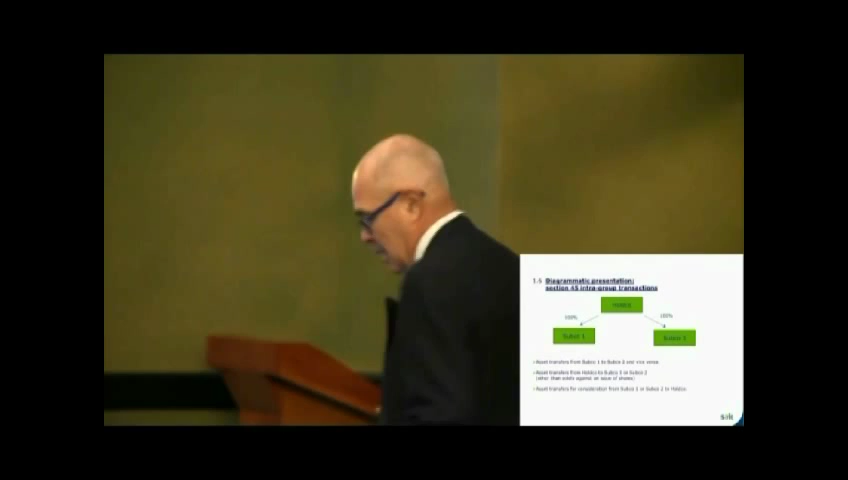 1.5 Diagrammatic presentation:
section 45 intra-group transactions
Holdco
100%
100%
Subco 1
Subco 2
Asset transfers from Subco 1 to Subco 2 and vice versa
Asset transfers from Holdco to Subco 1 or Subco 2
(other than solely against an issue of shares)
Asset transfers for consideration from Subco 1 or Subco 2 to Holdco